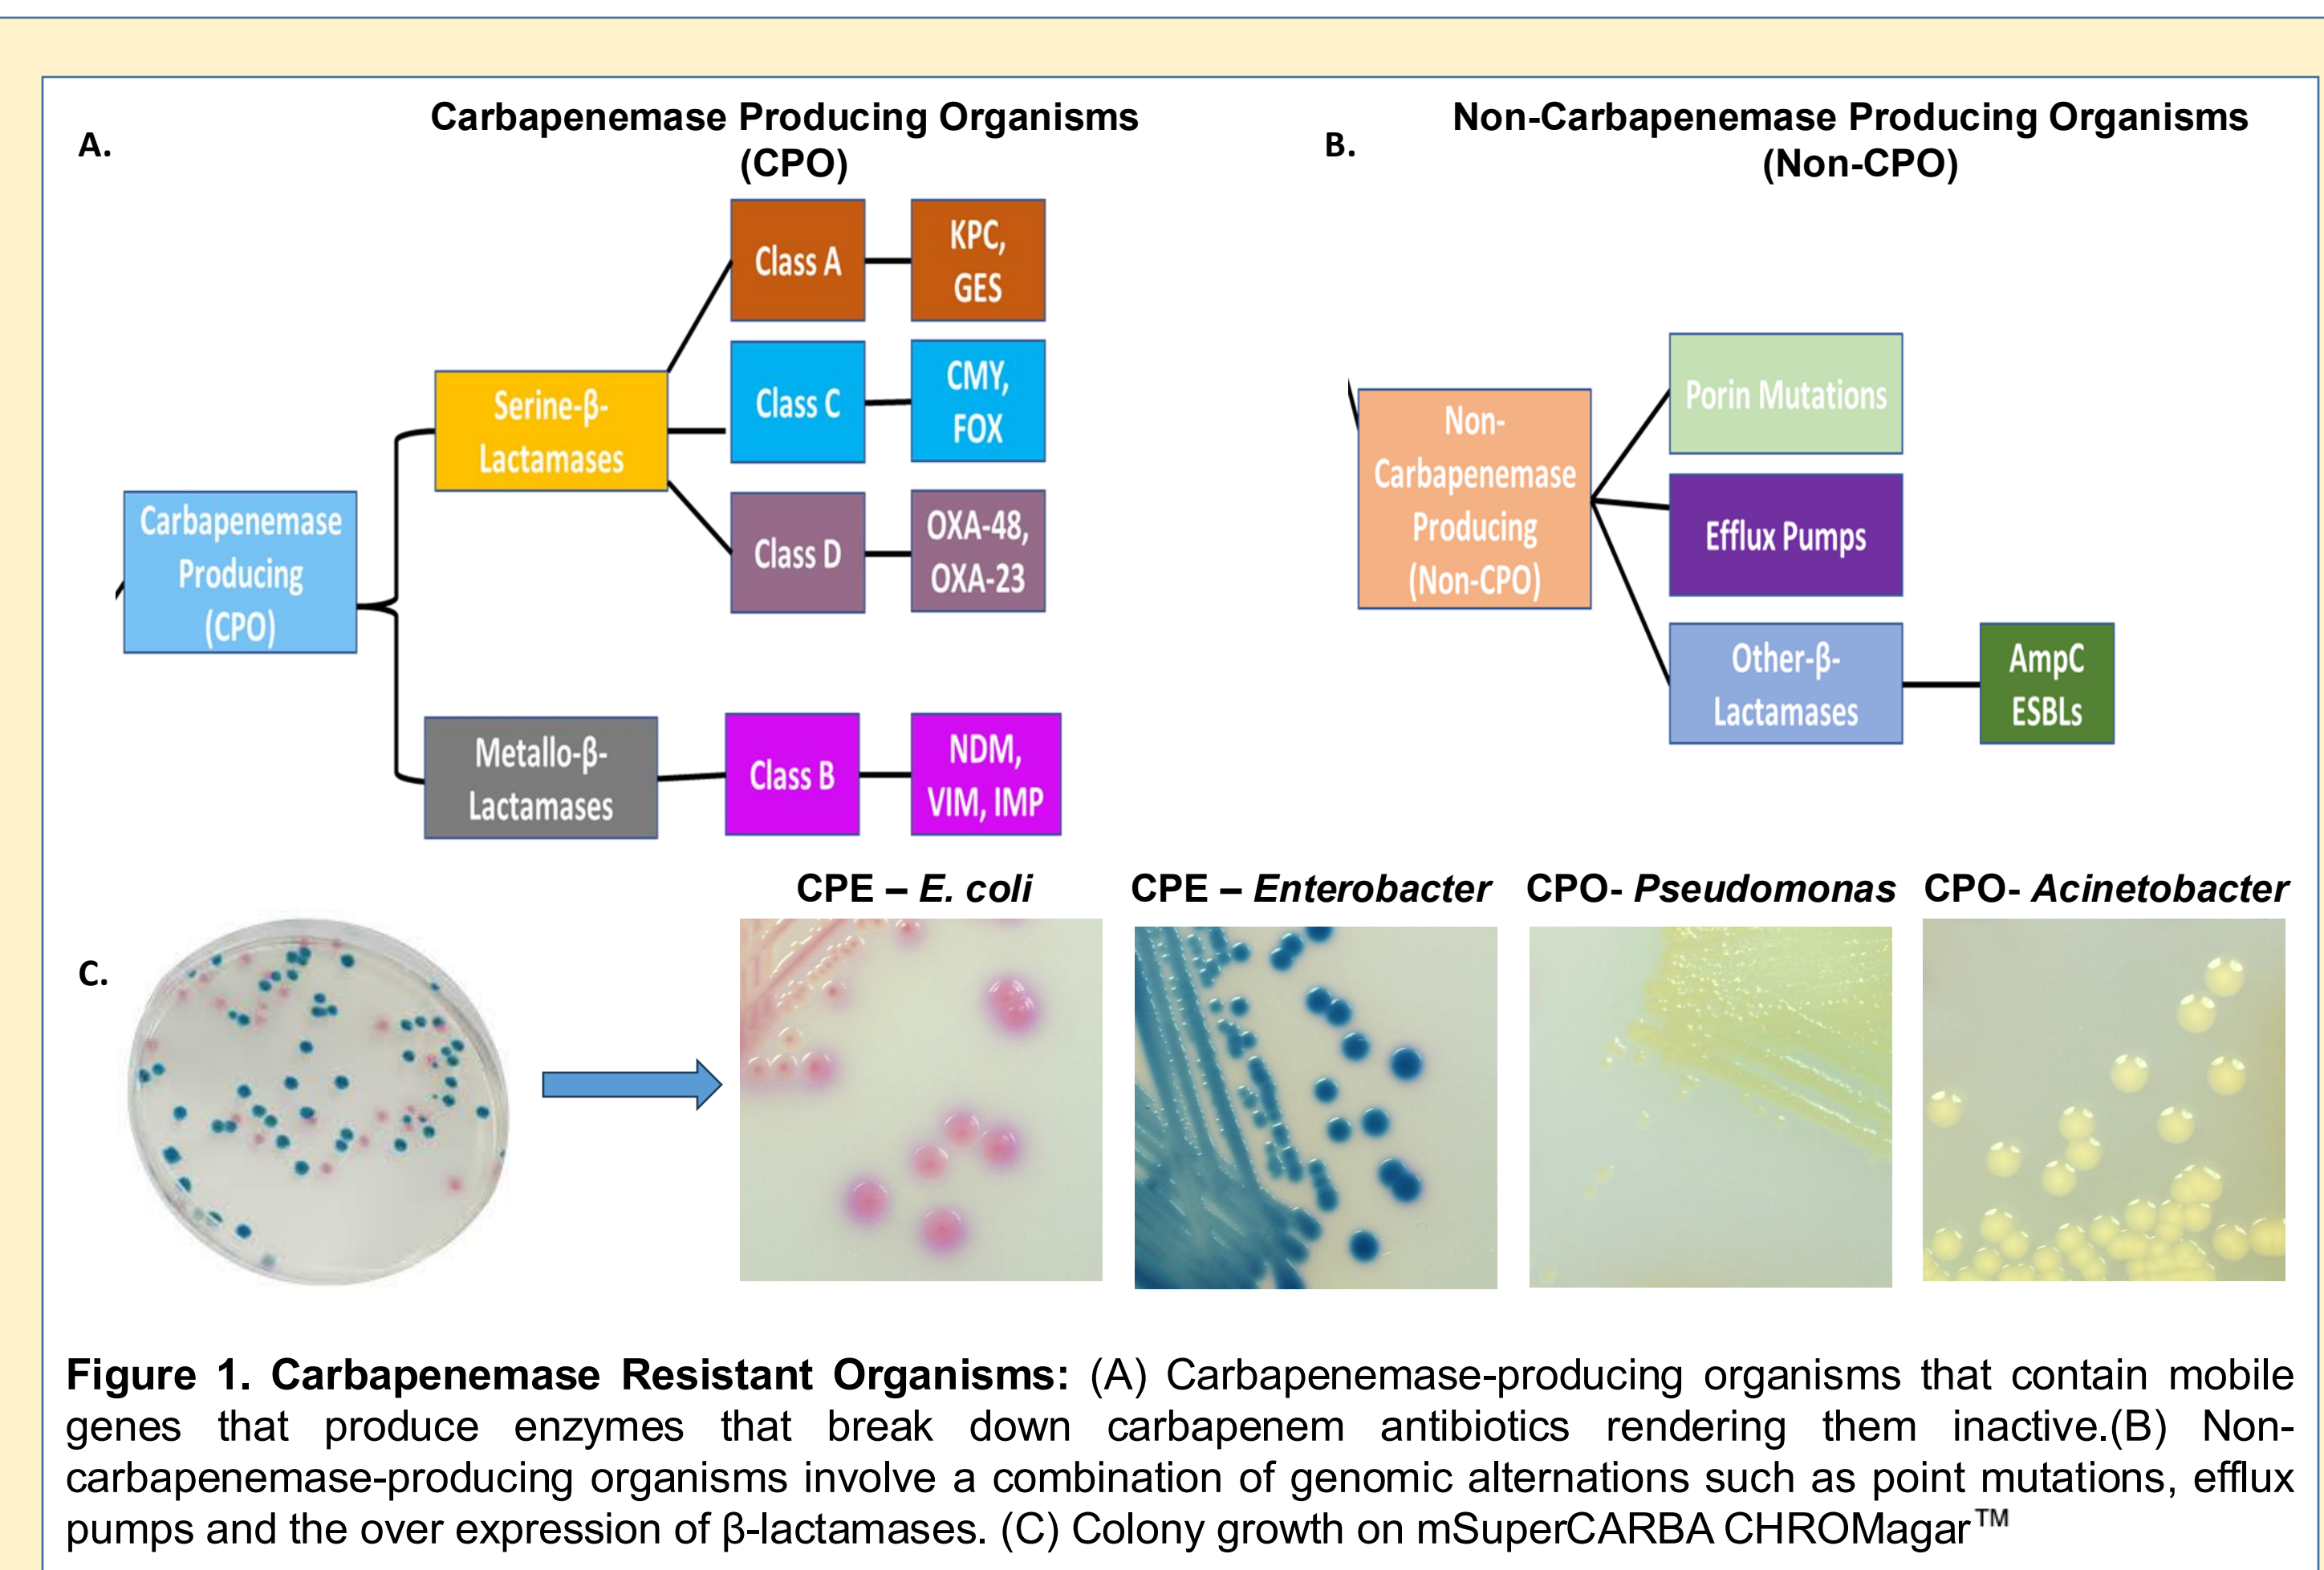 A.
Carbapenemase Producing Organisms
(CPO)
Carbapenemase
Producing
(CPO)
Serine-β-
Lactamases
Class A
KPC,
GES
Class C
CMY,
FOX
Class D
OXA-48,
OXA-23
Metallo-β-
Lactamases
Class B
NDM,
VIM, IMP
B.
Non-Carbapenemase Producing Organisms
(Non-CPO)
Non-
Carbapenemase
Producing
(Non-CPO)
Porin Mutations
Efflux Pumps
Other-β-
Lactamases
AmpC
ESBLs
C.
CPE – E. coli
CPE – Enterobacter
CPO- Pseudomonas
CPO- Acinetobacter
Figure 1. Carbapenemase Resistant Organisms: (A) Carbapenemase-producing organisms that contain mobile
genes that produce enzymes that break down carbapenem antibiotics rendering them inactive.(B) Non-
carbapenemase-producing organisms involve a combination of genomic alternations such as point mutations, efflux
pumps and the over expression of β-lactamases. (C) Colony growth on mSuperCARBA CHROMagar™